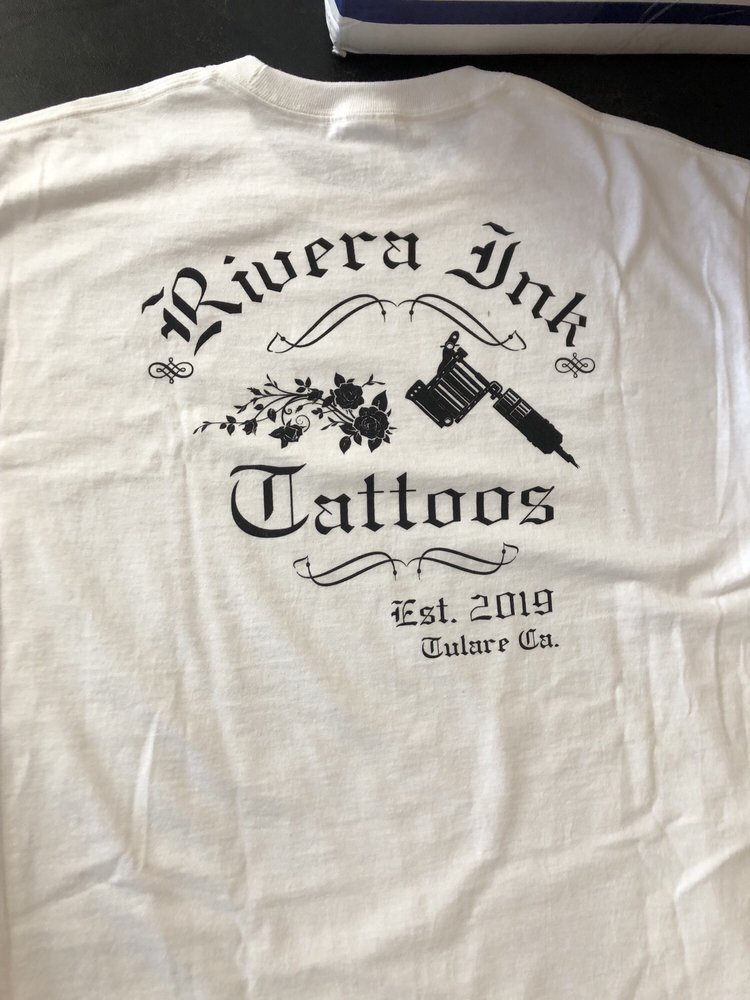 Rivera Ink
Tattoos
Est. 2019
Tulare Ca.